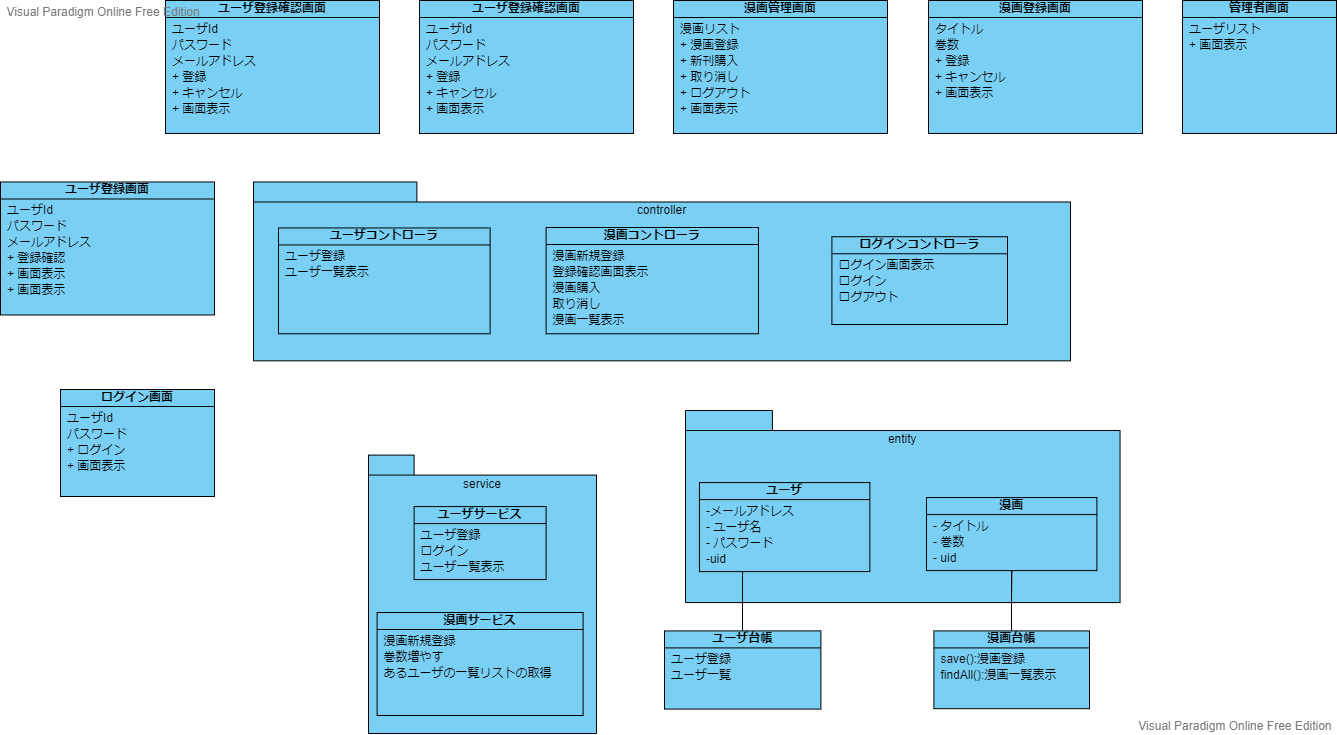 Visual Paradigm Online Free Edition
ユーザ登録確認画面
ユーザId
パスワード
メールアドレス
+ 登録
+ キャンセル
+ 画面表示
ユーザ登録確認画面
ユーザId
パスワード
メールアドレス
+ 登録
+ キャンセル
+ 画面表示
漫画管理画面
漫画リスト
+ 漫画登録
+ 新刊購入
+ 取り消し
+ ログアウト
+ 画面表示
漫画登録画面
タイトル
巻数
+ 登録
+ キャンセル
+ 画面表示
管理者画面
ユーザリスト
+ 画面表示
ユーザ登録画面
ユーザId
パスワード
メールアドレス
+ 登録確認
+ 画面表示
+ 画面表示
controller
ユーザコントローラ
ユーザ登録
ユーザ一覧表示
漫画コントローラ
漫画新規登録
登録確認画面表示
漫画購入
取り消し
漫画一覧表示
ログインコントローラ
ログイン画面表示
ログイン
ログアウト
ログイン画面
ユーザId
パスワード
+ ログイン
+ 画面表示
service
ユーザサービス
ユーザ登録
ログイン
ユーザ一覧表示
漫画サービス
漫画新規登録
巻数増やす
あるユーザの一覧リストの取得
entity
ユーザ
-メールアドレス
- ユーザ名
- パスワード
-uid
漫画
- タイトル
- 巻数
- uid
ユーザ台帳
ユーザ登録
ユーザ一覧
漫画台帳
save():漫画登録
findAll():漫画一覧表示
Visual Paradigm Online Free Edition